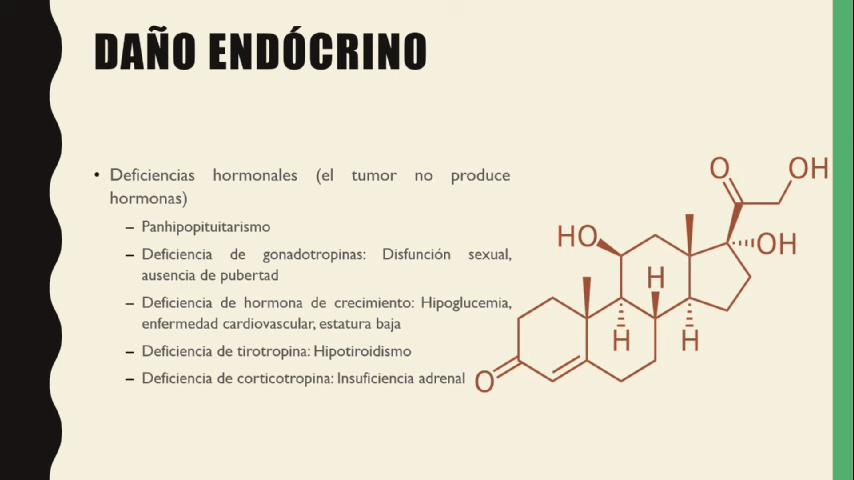 DAÑO ENDÓCRINO
• Deficiencias hormonales (el tumor no produce
hormonas)
– Panhipopituitarismo
– Deficiencia de gonadotropinas: Disfunción sexual,
ausencia de pubertad
– Deficiencia de hormona de crecimiento: Hipoglucemia,
enfermedad cardiovascular, estatura baja
– Deficiencia de tirotropina: Hipotiroidismo
– Deficiencia de corticotropina: Insuficiencia adrenal
O OH
HO OH
H
H H
O